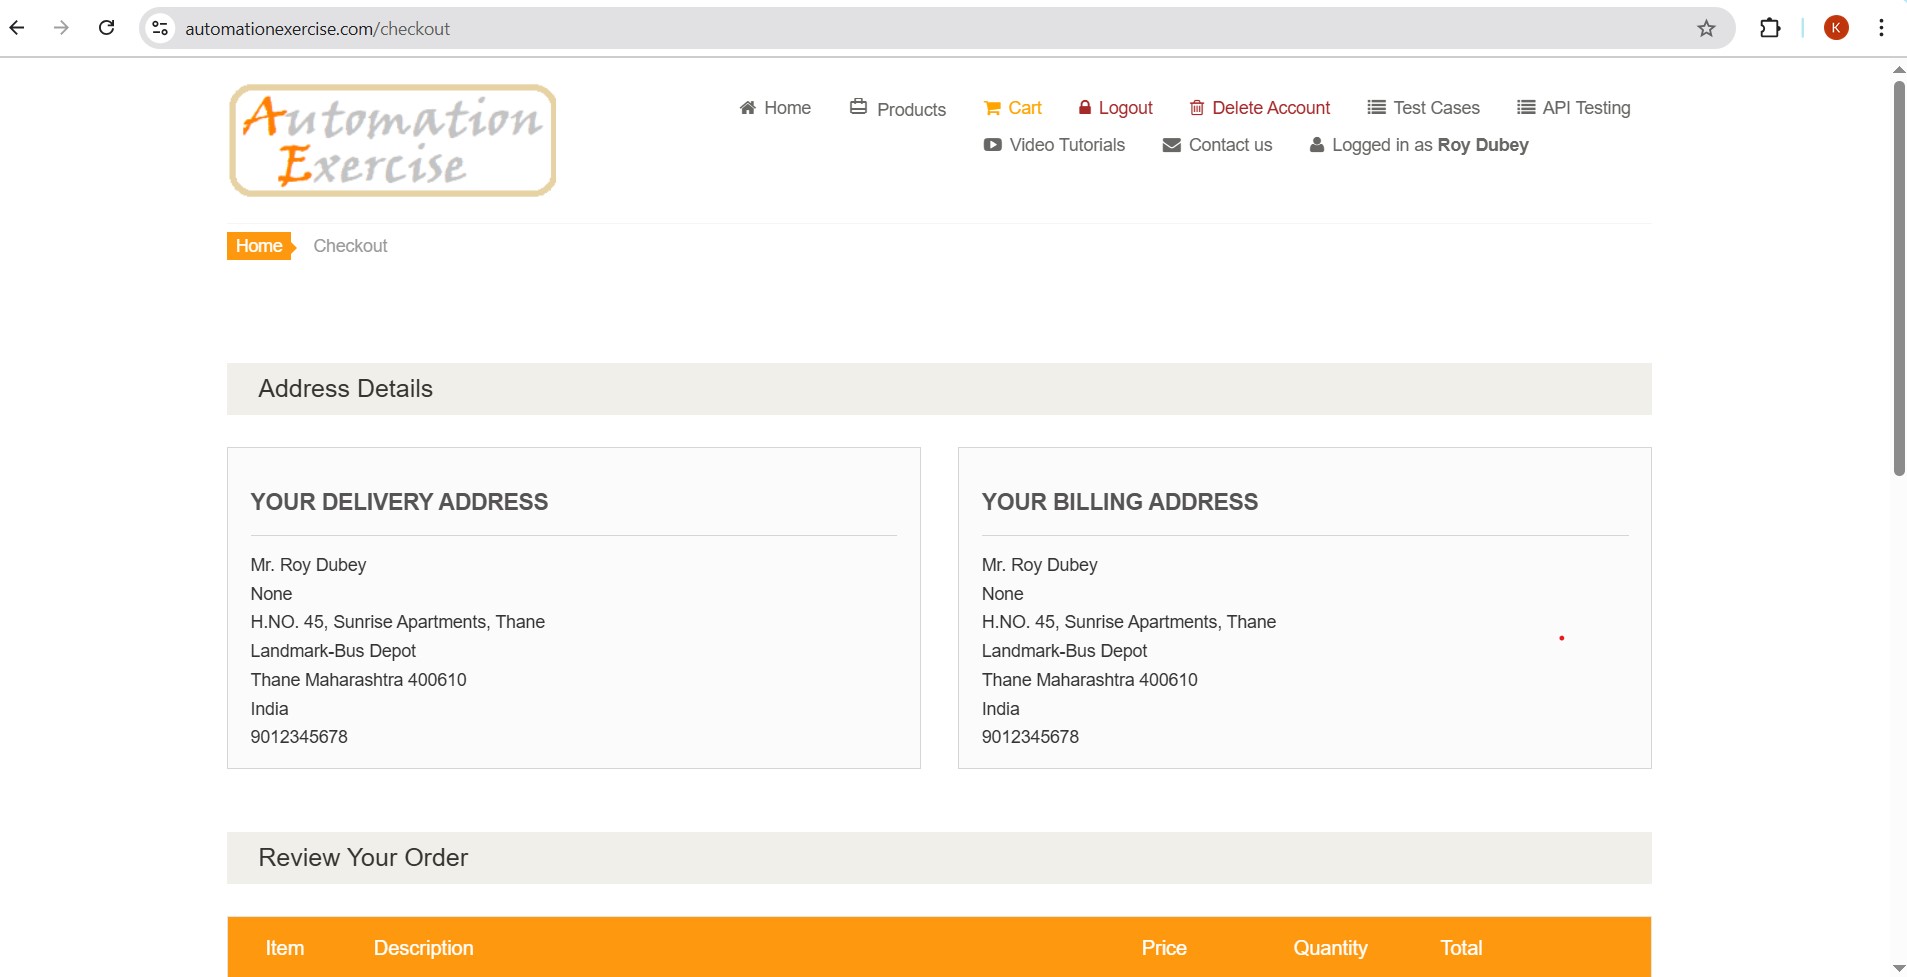 automationexercise.com/checkout
K
Automation
Exercise
Home Products Cart Logout Delete Account Test Cases API Testing
Video Tutorials Contact us Logged in as Roy Dubey
Home Checkout
Address Details
YOUR DELIVERY ADDRESS
Mr. Roy Dubey
None
H.NO. 45, Sunrise Apartments, Thane
Landmark-Bus Depot
Thane Maharashtra 400610
India
9012345678
YOUR BILLING ADDRESS
Mr. Roy Dubey
None
H.NO. 45, Sunrise Apartments, Thane
Landmark-Bus Depot
Thane Maharashtra 400610
India
9012345678
Review Your Order
Item Description Price Quantity Total